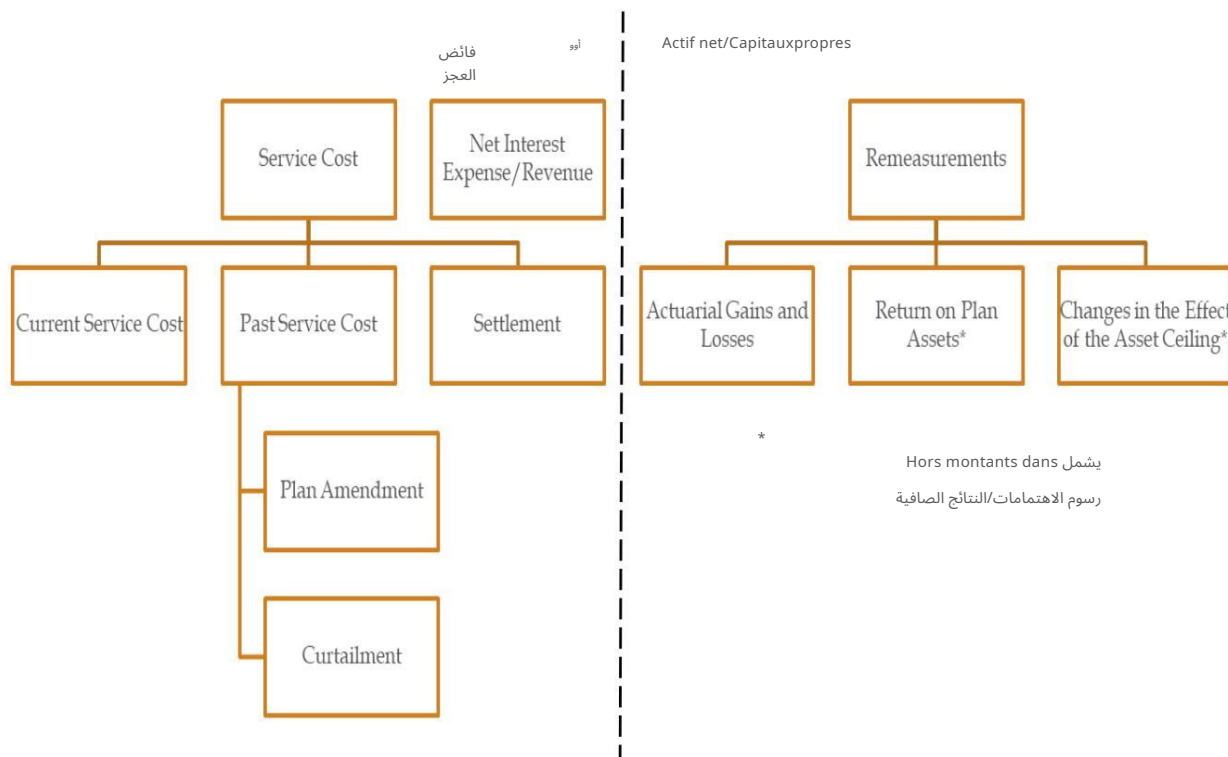 فائض
أوو
العجز
Actif net/Capitauxpropres
Service Cost
Net Interest
Expense/Revenue
Remeasurements
Current Service Cost
Past Service Cost
Settlement
Actuarial Gains and
Losses
Return on Plan
Assets*
Changes in the Effect
of the Asset Ceiling*
*
يشمل Hors montants dans
رسوم الاهتمامات/النتائج الصافية
Plan Amendment
Curtailment